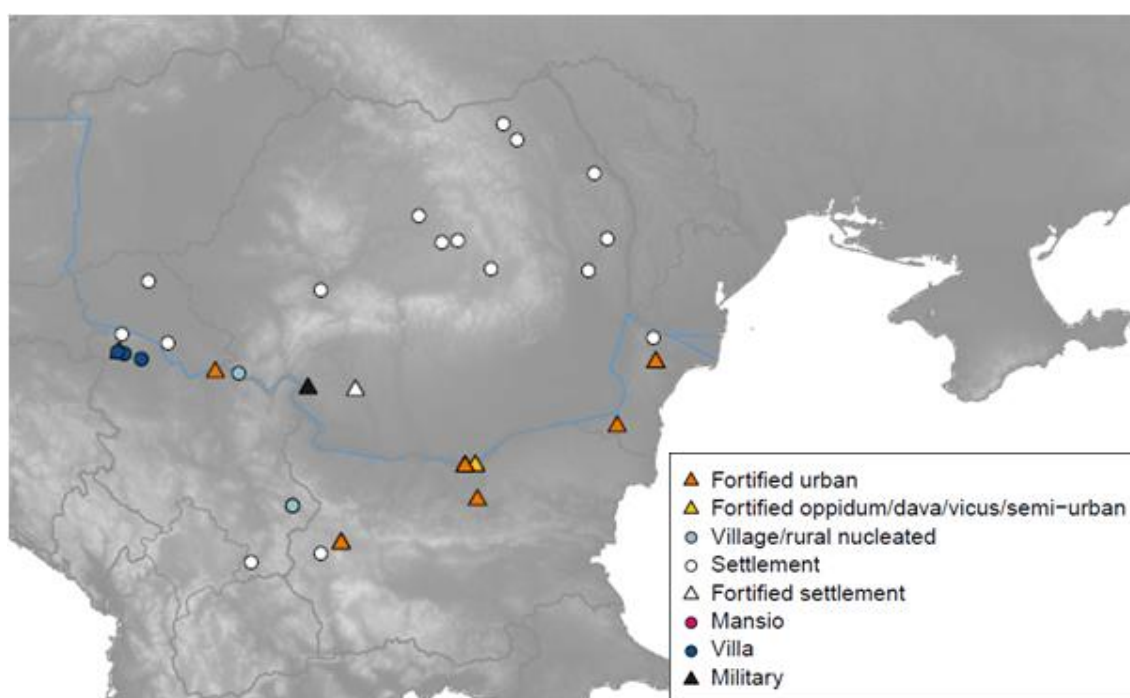 Fortified urban
Fortified oppidum/dava/vicus/semi−urban
Village/rural nucleated
Settlement
Fortified settlement
Mansio
Villa
Military